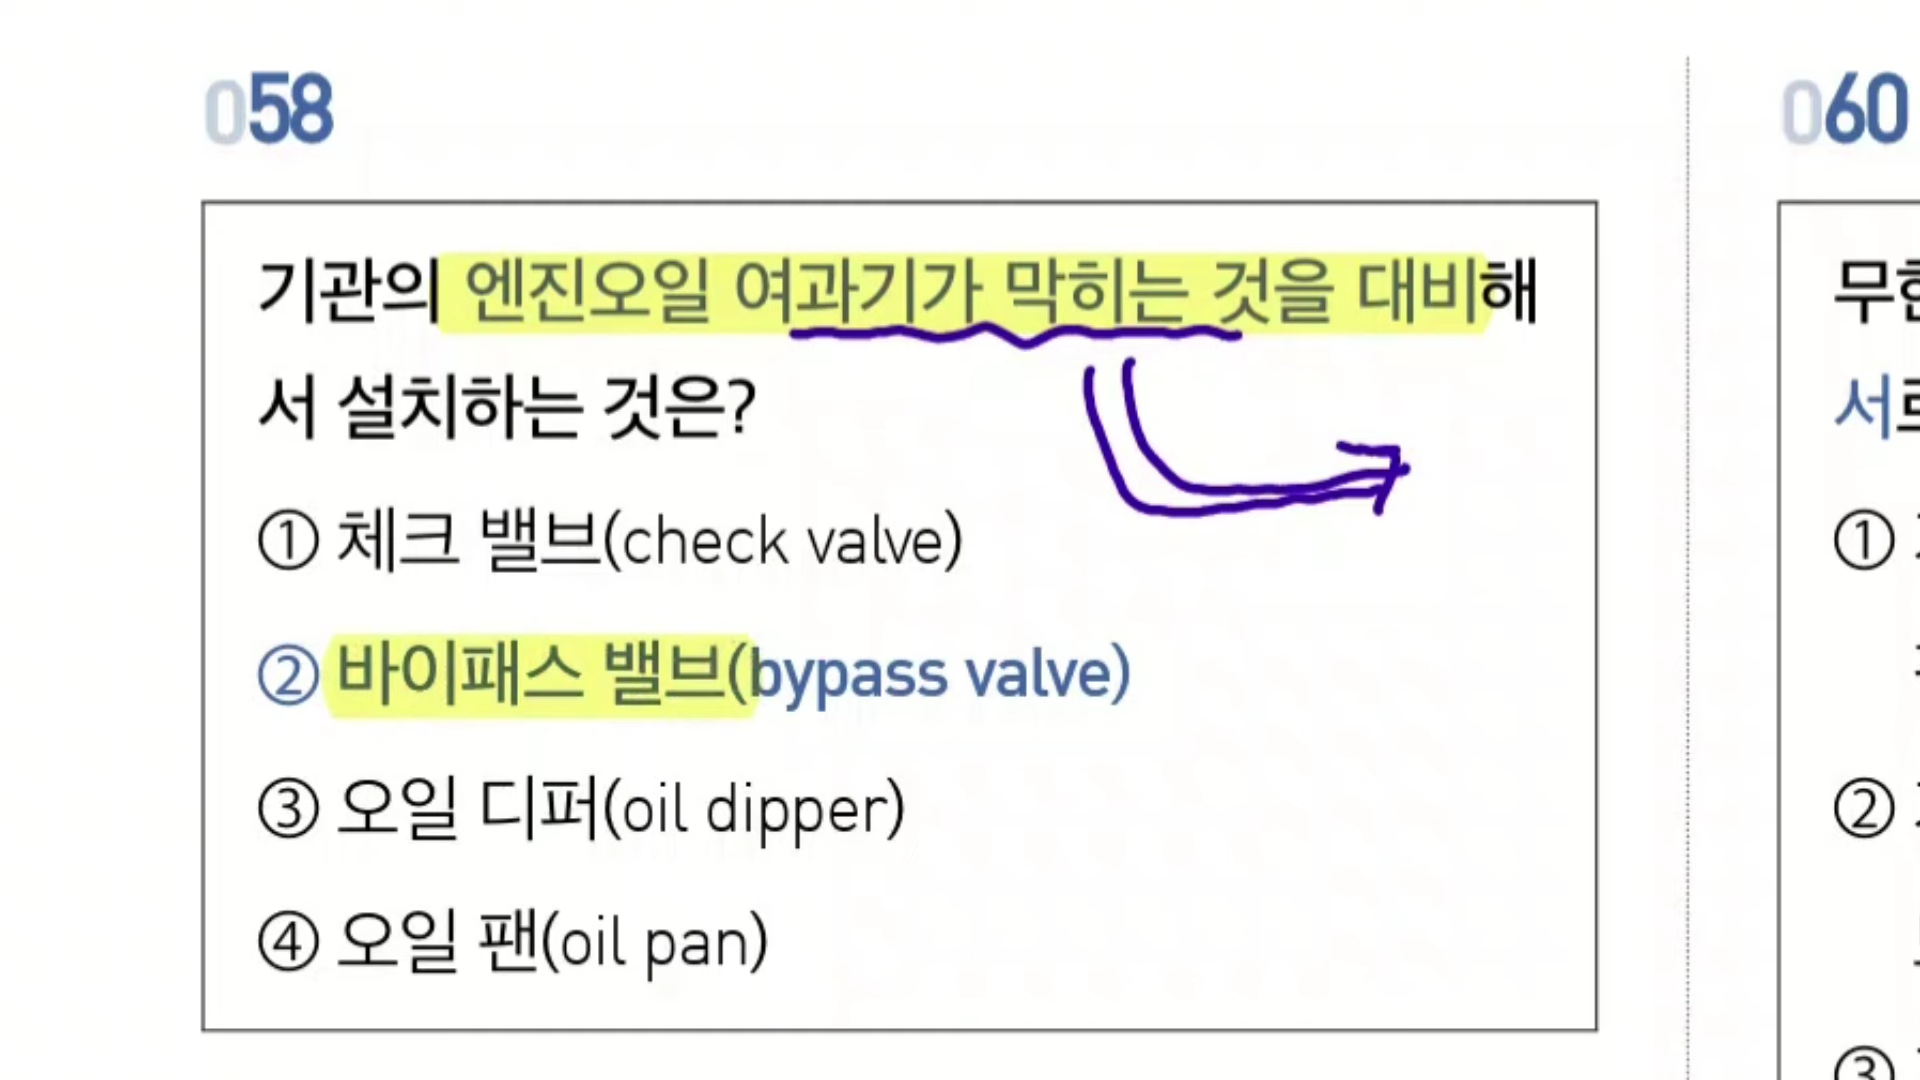 058
기관의 엔진오일 여과기가 막히는 것을 대비해
서 설치하는 것은?
① 체크 밸브(check valve)
② 바이패스 밸브(bypass valve)
③ 오일 디퍼(oil dipper)
④ 오일 팬(oil pan)
060
서
①
②
③